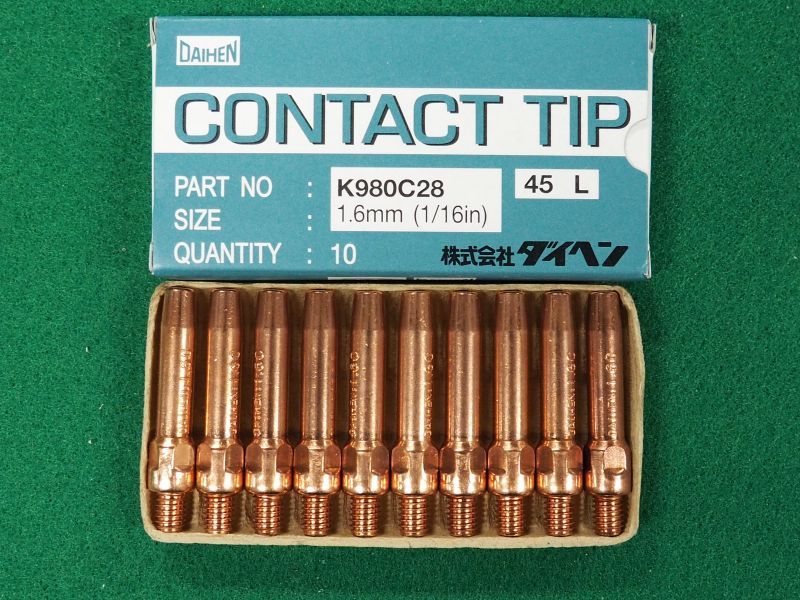 DAIHEN
CONTACT TIP
PART NO : K980C28
45 L
SIZE : 1.6mm (1/16in)
QUANTITY : 10
株式会社ダイヘン